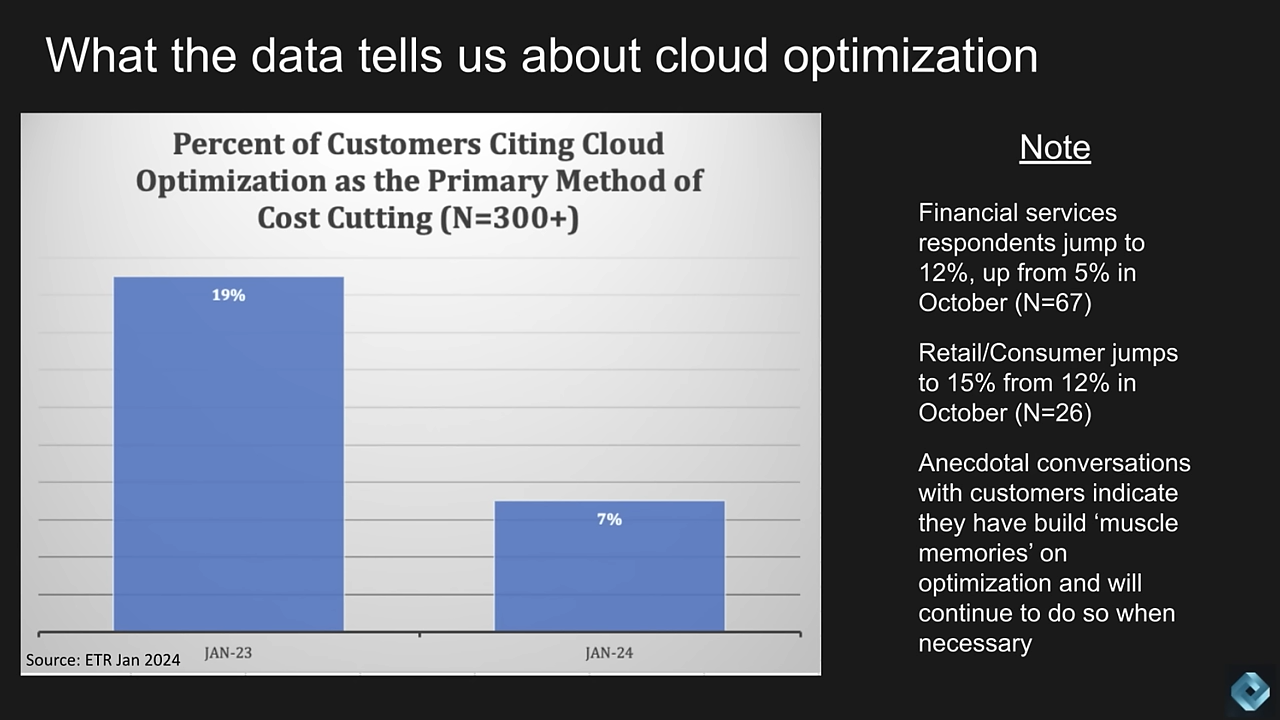 What the data tells us about cloud optimization
Percent of Customers Citing Cloud
Optimization as the Primary Method of
Cost Cutting (N=300+)
19%
7%
JAN-23
JAN-24
Source: ETR Jan 2024
Note
Financial services
respondents jump to
12%, up from 5% in
October (N=67)
Retail/Consumer jumps
to 15% from 12% in
October (N=26)
Anecdotal conversations
with customers indicate
they have build ‘muscle
memories’ on
optimization and will
continue to do so when
necessary